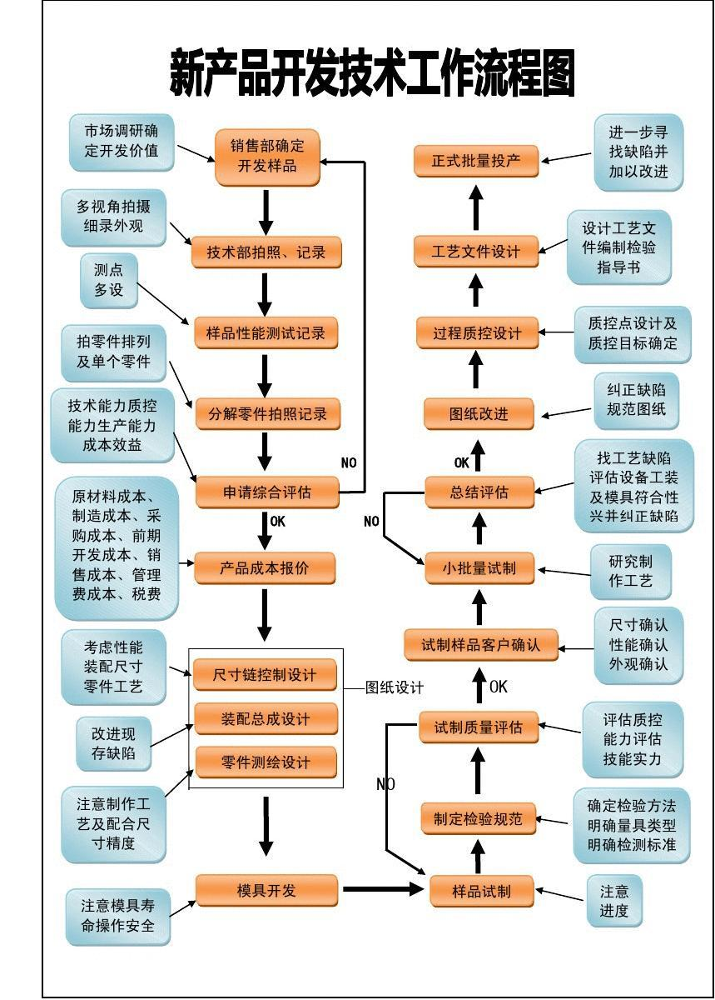 新产品开发技术工作流程图
市场调研确
定开发价值
销售部确定
开发样品
多视角拍摄
细录外观
技术部拍照、记录
测点
多设
样品性能测试记录
拍零件排列
及单个零件
分解零件拍照记录
技术能力质控
能力生产能力
成本效益
NO
申请综合评估
OK
原材料成本、
制造成本、采
购成本、前期
开发成本、销
售成本、管理
费成本、税费
产品成本报价
考虑性能
装配尺寸
零件工艺
尺寸链控制设计
图纸设计
装配总成设计
改进现
存缺陷
零件测绘设计
注意制作工
艺及配合尺
寸精度
模具开发
注意模具寿
命操作安全
进一步寻
找缺陷并
加以改进
正式批量投产
设计工艺文
件编制检验
指导书
工艺文件设计
质控点设计及
质控目标确定
过程质控设计
纠正缺陷
规范图纸
图纸改进
OK
找工艺缺陷
评估设备工装
及模具符合性
兴并纠正缺陷
总结评估
NO
研究制
作工艺
小批量试制
尺寸确认
性能确认
外观确认
试制样品客户确认
OK
评估质控
能力评估
技能实力
试制质量评估
NO
确定检验方法
明确量具类型
明确检测标准
制定检验规范
注意
进度
样品试制